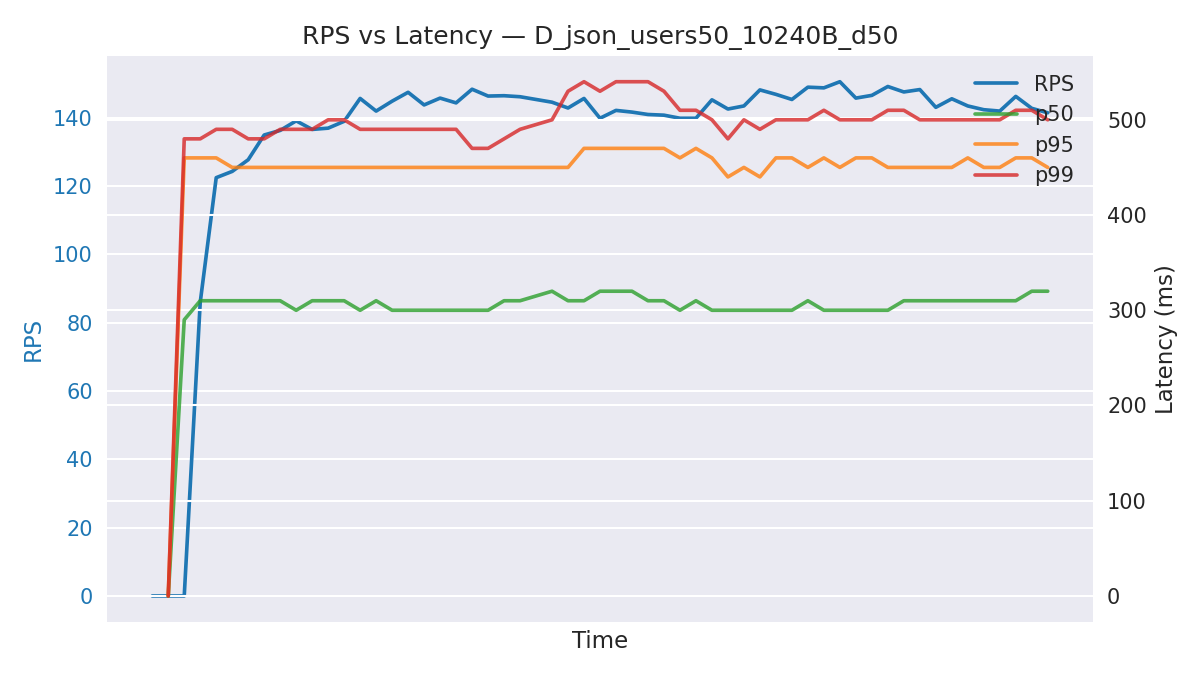 RPS vs Latency — D_json_users50_10240B_d50
RPS
p50
p95
p99
140
120
100
80
60
40
20
0
RPS
500
400
300
200
100
0
Latency (ms)
Time